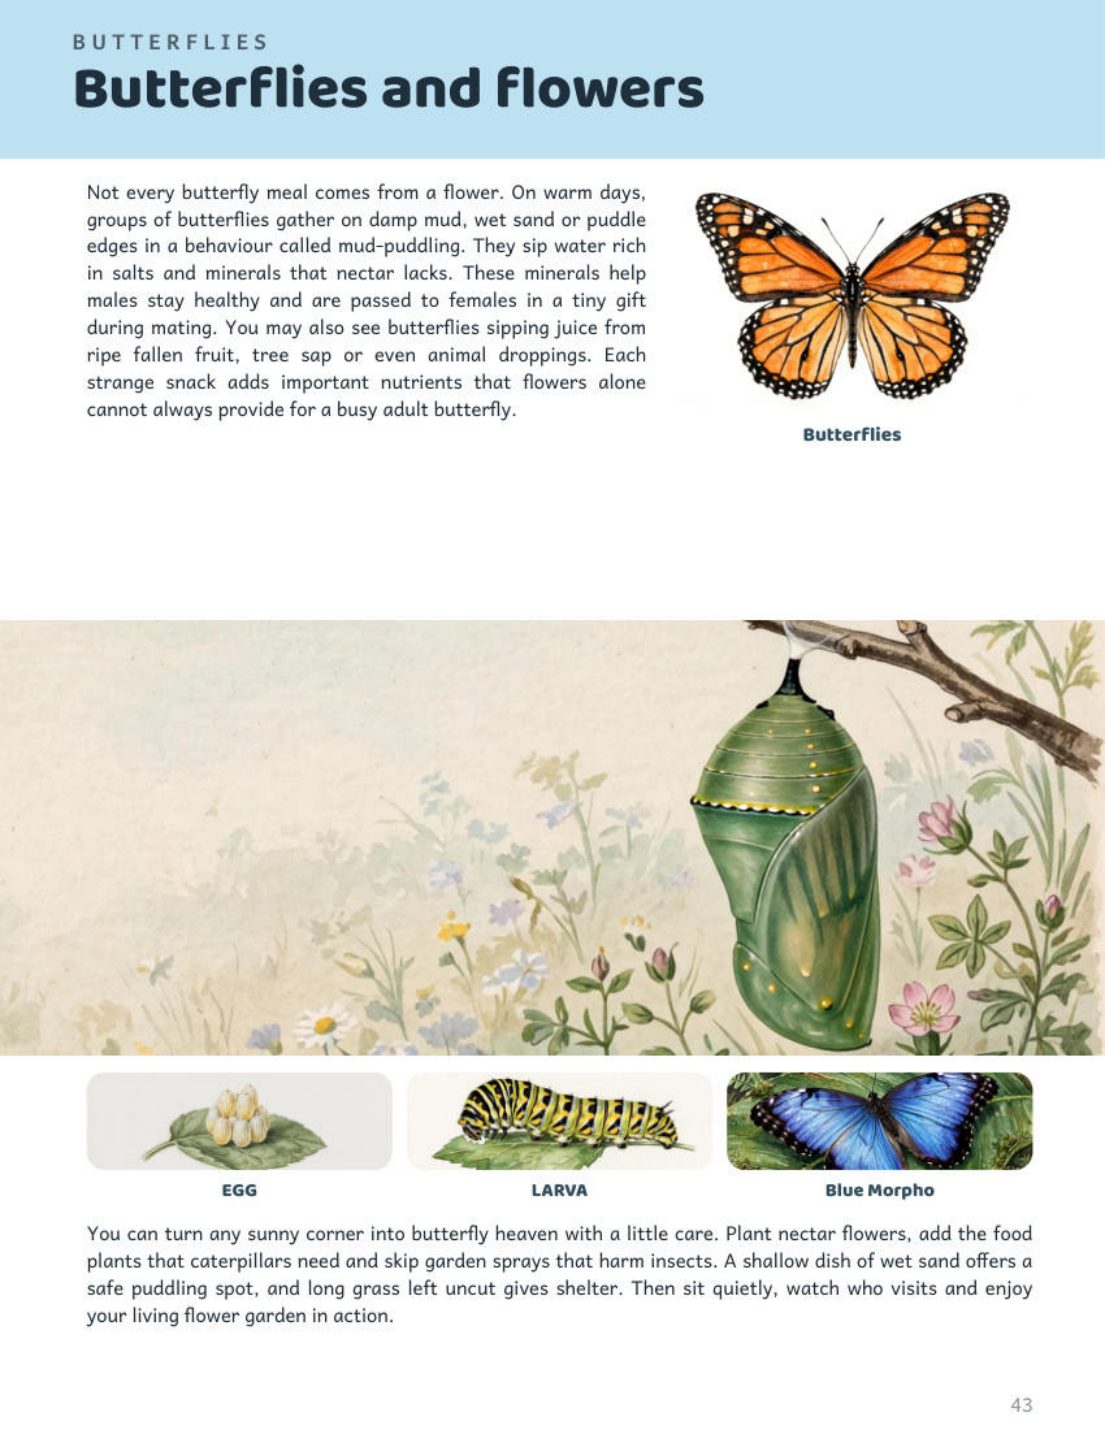 BUTTERFLIES
Butterflies and flowers
Not every butterfly meal comes from a flower. On warm days,
groups of butterflies gather on damp mud, wet sand or puddle
edges in a behaviour called mud-puddling. They sip water rich
in salts and minerals that nectar lacks. These minerals help
males stay healthy and are passed to females in a tiny gift
during mating. You may also see butterflies sipping juice from
ripe fallen fruit, tree sap or even animal droppings. Each
strange snack adds important nutrients that flowers alone
cannot always provide for a busy adult butterfly.
Butterflies
EGG
LARVA
Blue Morpho
You can turn any sunny corner into butterfly heaven with a little care. Plant nectar flowers, add the food
plants that caterpillars need and skip garden sprays that harm insects. A shallow dish of wet sand offers a
safe puddling spot, and long grass left uncut gives shelter. Then sit quietly, watch who visits and enjoy
your living flower garden in action.
43